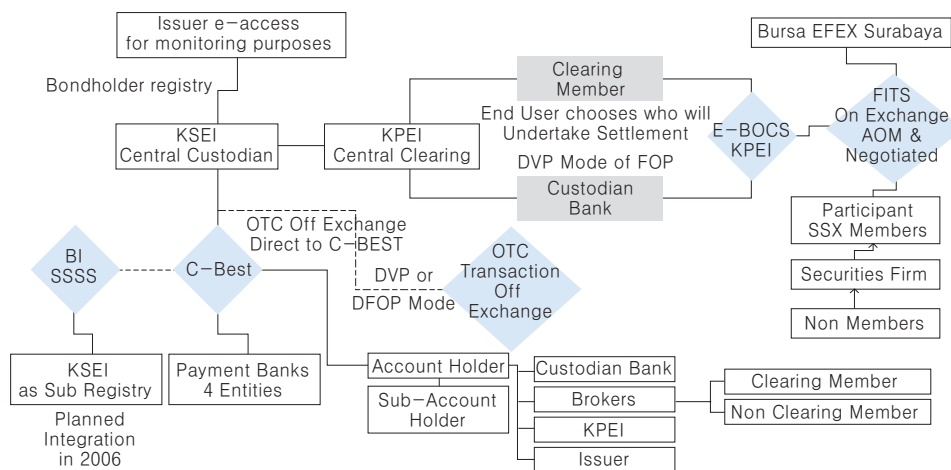 Issuer e-access
for monitoring purposes
Bursa EFEX Surabaya
Bondholder registry
Clearing
Member
FITS
On Exchange
AOM &
Negotiated
End User chooses who will
Undertake Settlement
KSEI
Central Custodian
KPEI
Central Clearing
E-BOCS
KPEI
DVP Mode of FOP
Custodian
Bank
Participant
SSX Members
OTC Off Exchange
Direct to C-BEST
BI
SSSS
C-Best
OTC
Transaction
Off
Exchange
DVP or
DFOP Mode
Securities Firm
Non Members
KSEI
as Sub Registry
Payment Banks
4 Entities
Account Holder
Sub-Account
Holder
Custodian Bank
Brokers
KPEI
Issuer
Clearing Member
Non Clearing Member
Planned
Integration
in 2006